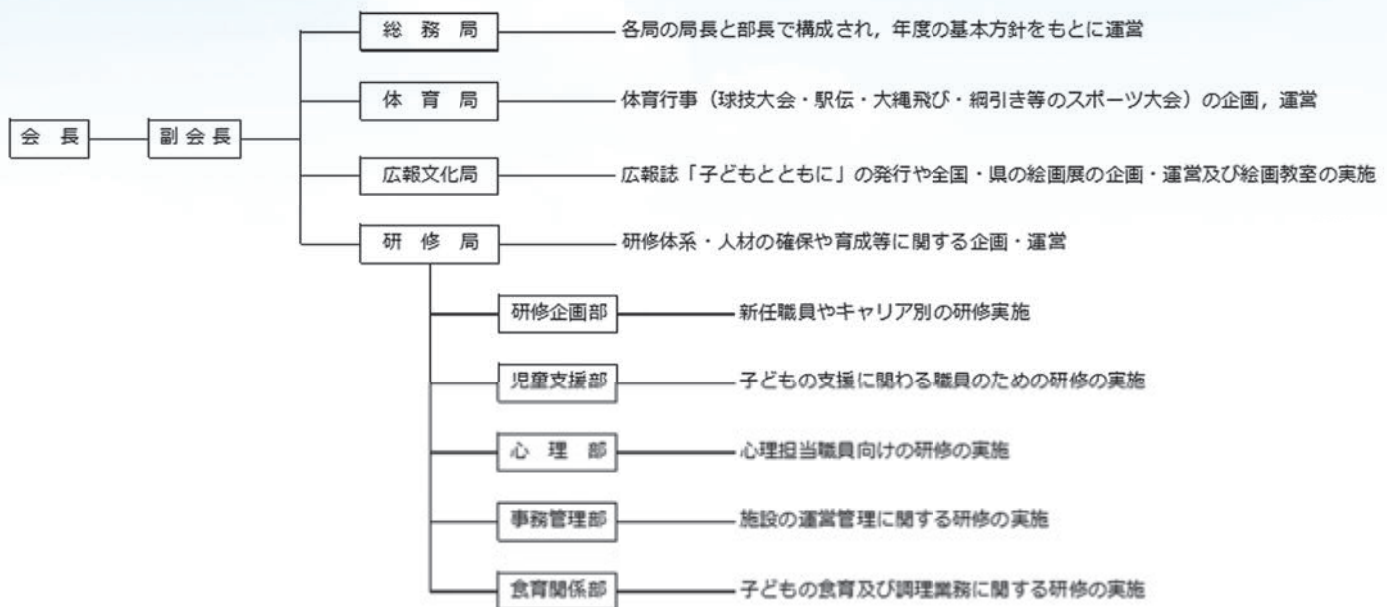 会長
副会長
総務局
各局の局長と部長で構成され，年度の基本方針をもとに運営
体育局
体育行事（球技大会・駅伝・大縄飛び・綱引き等のスポーツ大会）の企画，運営
広報文化局
広報誌「子どもとともに」の発行や全国・県の絵画展の企画・運営及び絵画教室の実施
研修局
研修体系・人材の確保や育成等に関する企画・運営
研修企画部
新任職員やキャリア別の研修実施
児童支援部
子どもの支援に関わる職員のための研修の実施
心理部
心理担当職員向けの研修の実施
事務管理部
施設の運営管理に関する研修の実施
食育関係部
子どもの食育及び調理業務に関する研修の実施